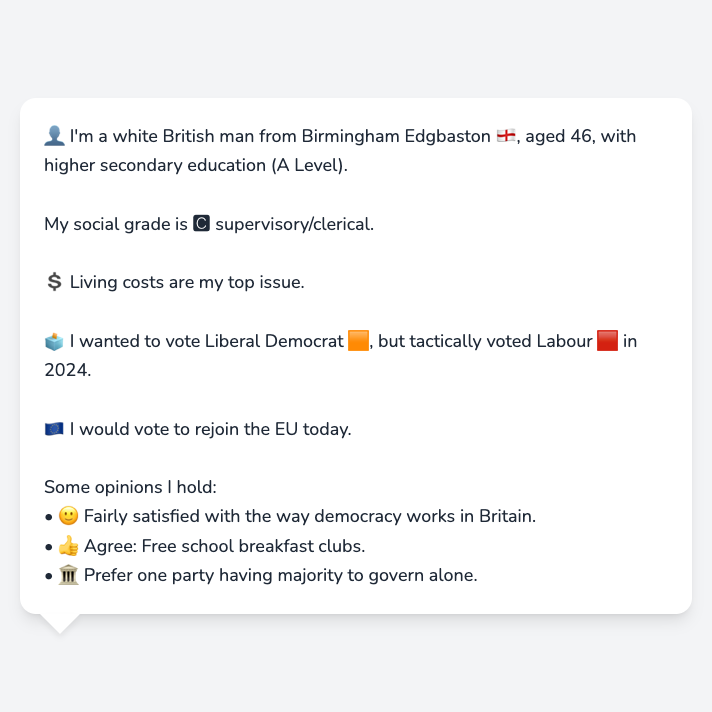 👤 I'm a white British man from Birmingham Edgbaston 🏴󠁧󠁢󠁥󠁮󠁧󠁿, aged 46, with
higher secondary education (A Level).
My social grade is 🅲 supervisory/clerical.
💲 Living costs are my top issue.
🗳️ I wanted to vote Liberal Democrat 🟧, but tactically voted Labour 🟥 in
2024.
🇪🇺 I would vote to rejoin the EU today.
Some opinions I hold:
• 🙂 Fairly satisfied with the way democracy works in Britain.
• 👍 Agree: Free school breakfast clubs.
• 🏛️ Prefer one party having majority to govern alone.